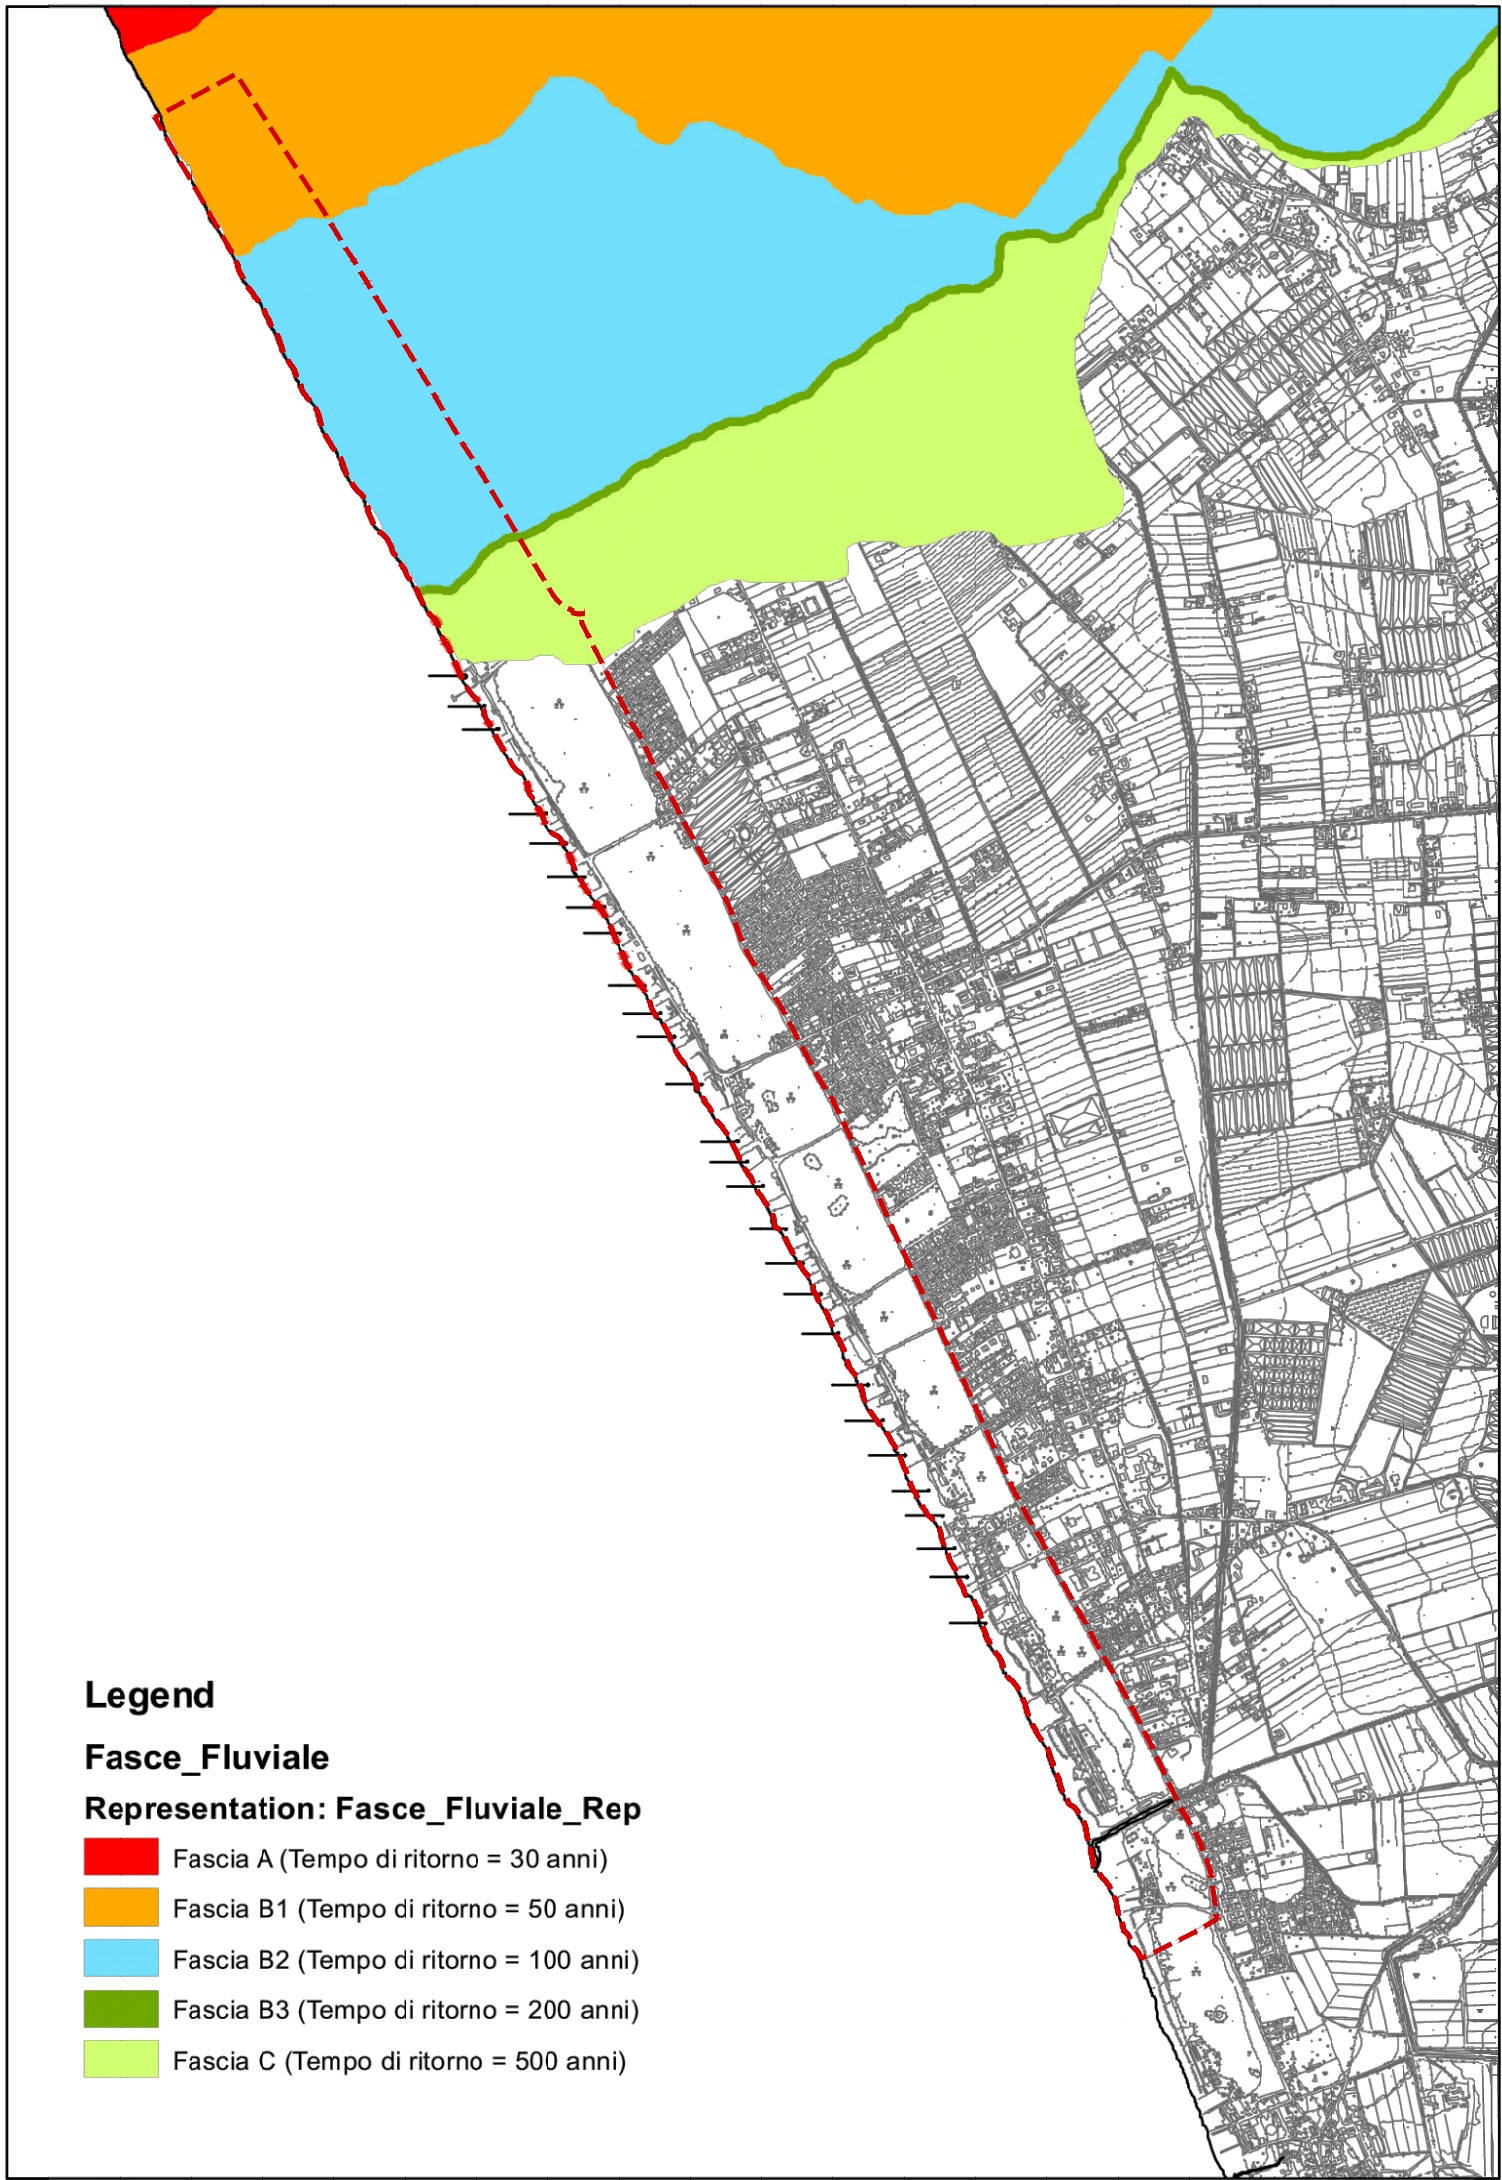 Legend
Fasce_Fluviale
Representation: Fasce_Fluviale_Rep
Fascia A (Tempo di ritorno = 30 anni)
Fascia B1 (Tempo di ritorno = 50 anni)
Fascia B2 (Tempo di ritorno = 100 anni)
Fascia B3 (Tempo di ritorno = 200 anni)
Fascia C (Tempo di ritorno = 500 anni)